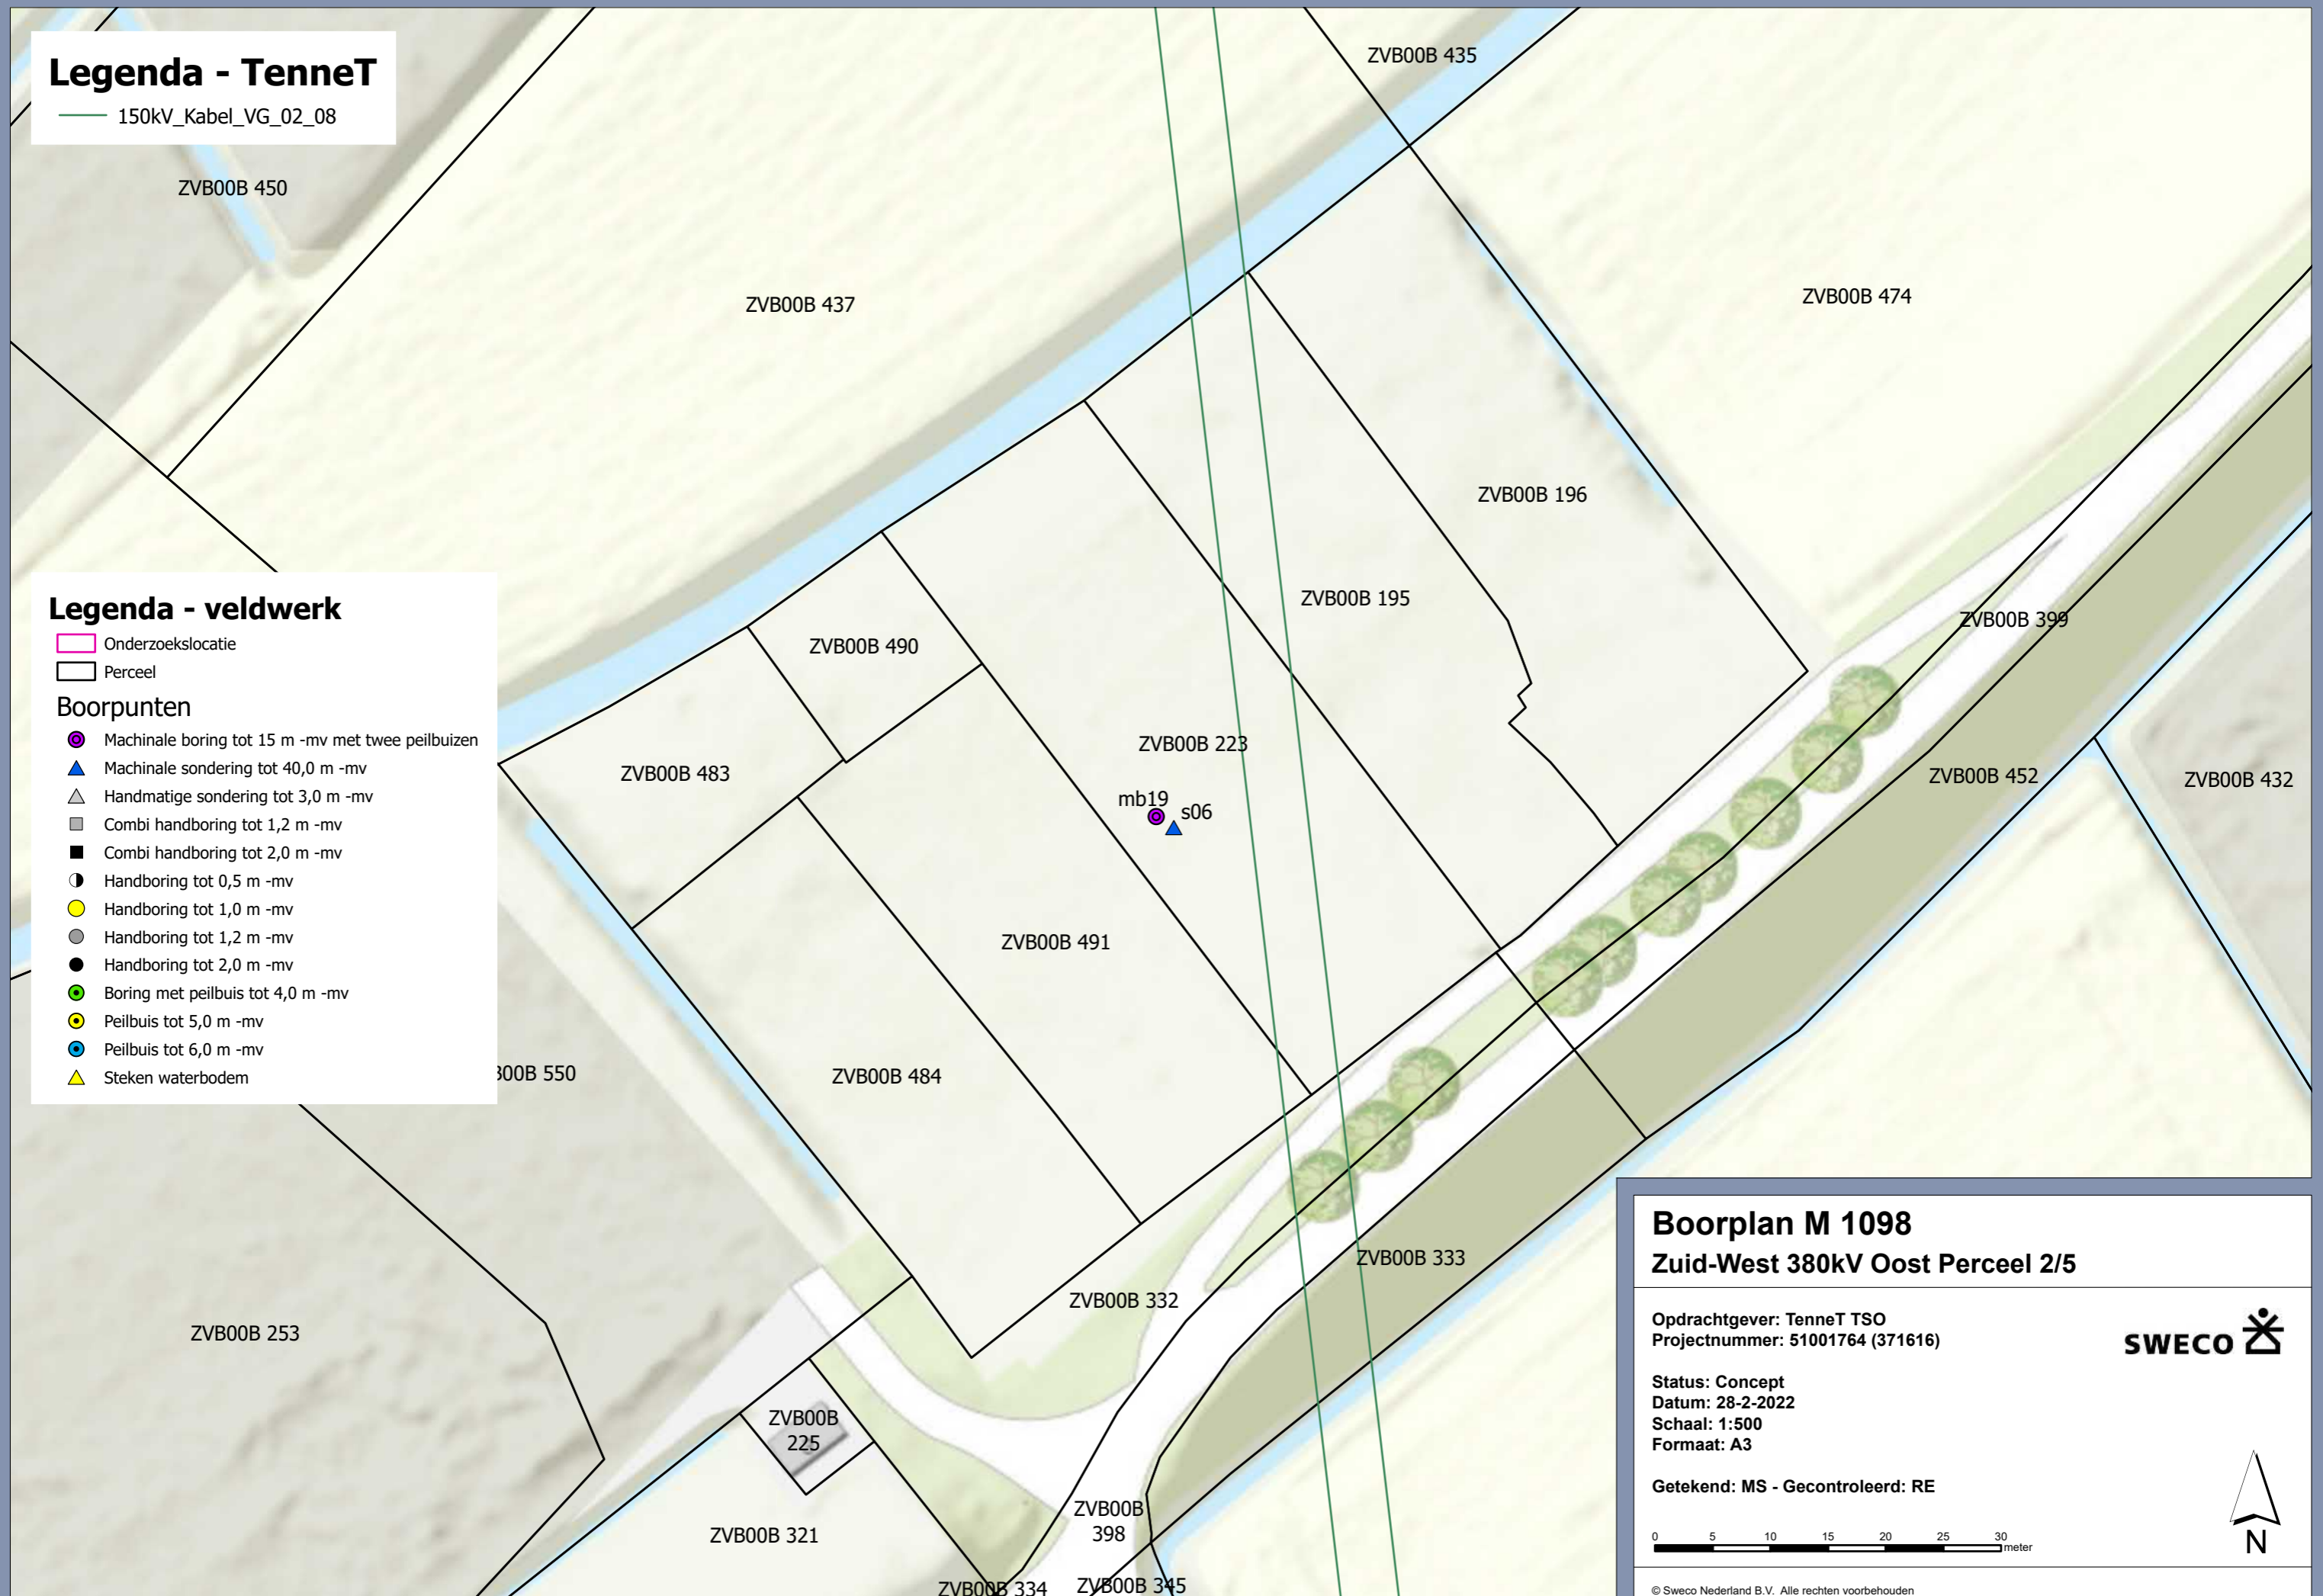 Legenda - TenneT
150kV_Kabel_VG_02_08
ZVB00B 435
ZVB00B 450
ZVB00B 437
ZVB00B 474
ZVB00B 196
ZVB00B 195
ZVB00B 399
ZVB00B 490
ZVB00B 223
ZVB00B 483
ZVB00B 452
ZVB00B 432
mb19
s06
ZVB00B 491
ZVB00B 484
B00B 550
ZVB00B 333
ZVB00B 332
ZVB00B 253
ZVB00B
225
ZVB00B 321
ZVB00B
398
ZVB00B 334
ZVB00B 345
Legenda - veldwerk
Onderzoekslocatie
Perceel
Boorpunten
Machinale boring tot 15 m -mv met twee peilbuizen
Machinale sondering tot 40,0 m -mv
Handmatige sondering tot 3,0 m -mv
Combi handboring tot 1,2 m -mv
Combi handboring tot 2,0 m -mv
Handboring tot 0,5 m -mv
Handboring tot 1,0 m -mv
Handboring tot 1,2 m -mv
Handboring tot 2,0 m -mv
Boring met peilbuis tot 4,0 m -mv
Peilbuis tot 5,0 m -mv
Peilbuis tot 6,0 m -mv
Steken waterbodem
Boorplan M 1098
Zuid-West 380kV Oost Perceel 2/5
Opdrachtgever: TenneT TSO
Projectnummer: 51001764 (371616)
SWECO
Status: Concept
Datum: 28-2-2022
Schaal: 1:500
Formaat: A3
Getekend: MS - Gecontroleerd: RE
0 5 10 15 20 25 30
meter
N
© Sweco Nederland B.V. Alle rechten voorbehouden